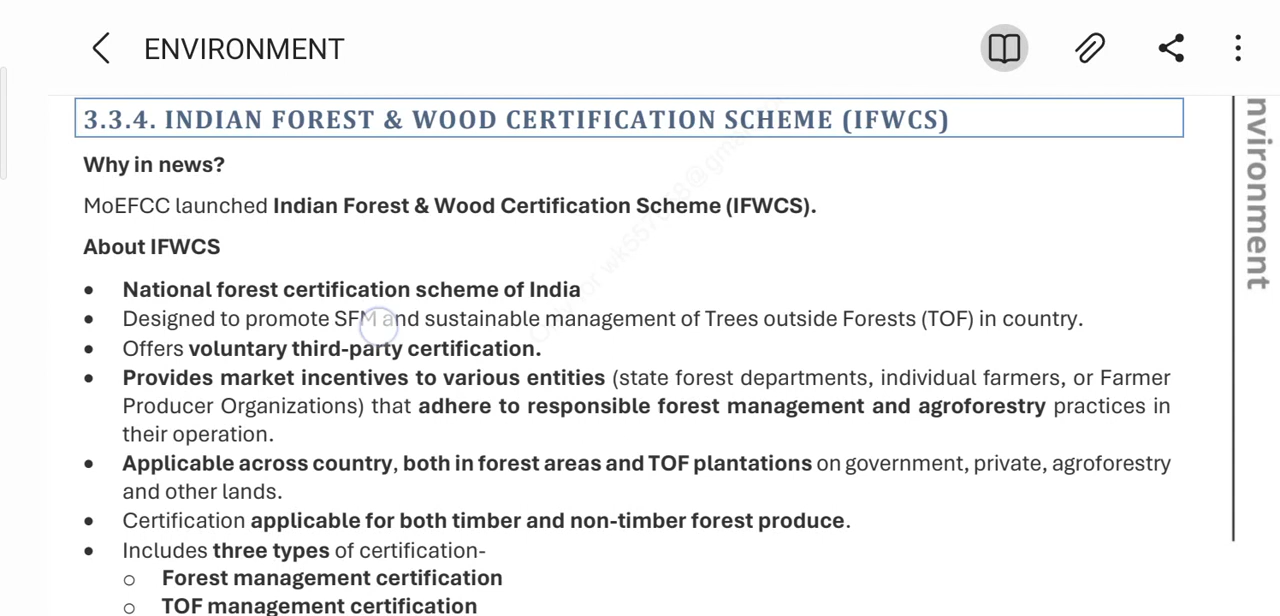 ENVIRONMENT
3.3.4. INDIAN FOREST & WOOD CERTIFICATION SCHEME (IFWCS)
Why in news?
MoEFCC launched Indian Forest & Wood Certification Scheme (IFWCS).
About IFWCS
• National forest certification scheme of India
• Designed to promote SFM and sustainable management of Trees outside Forests (TOF) in country.
• Offers voluntary third-party certification.
• Provides market incentives to various entities (state forest departments, individual farmers, or Farmer
Producer Organizations) that adhere to responsible forest management and agroforestry practices in
their operation.
• Applicable across country, both in forest areas and TOF plantations on government, private, agroforestry
and other lands.
• Certification applicable for both timber and non-timber forest produce.
• Includes three types of certification-
o Forest management certification
o TOF management certification
nvironment